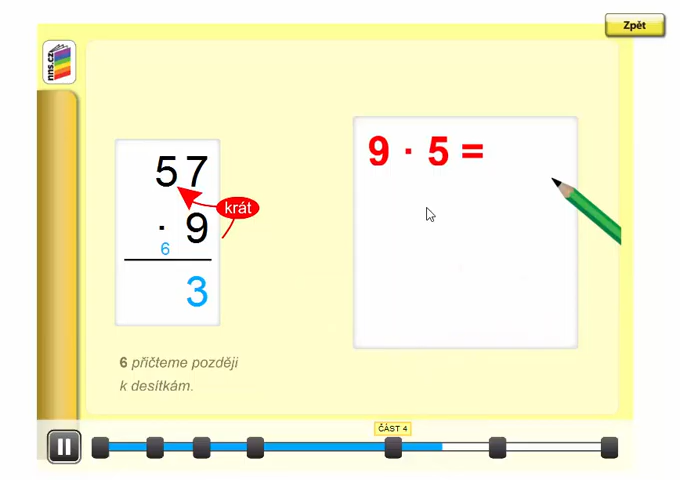 Zpět
nns.cz
57
krát
· 9
6
3
9 · 5 =
6 přičteme později
k desítkám.
ČÁST 4